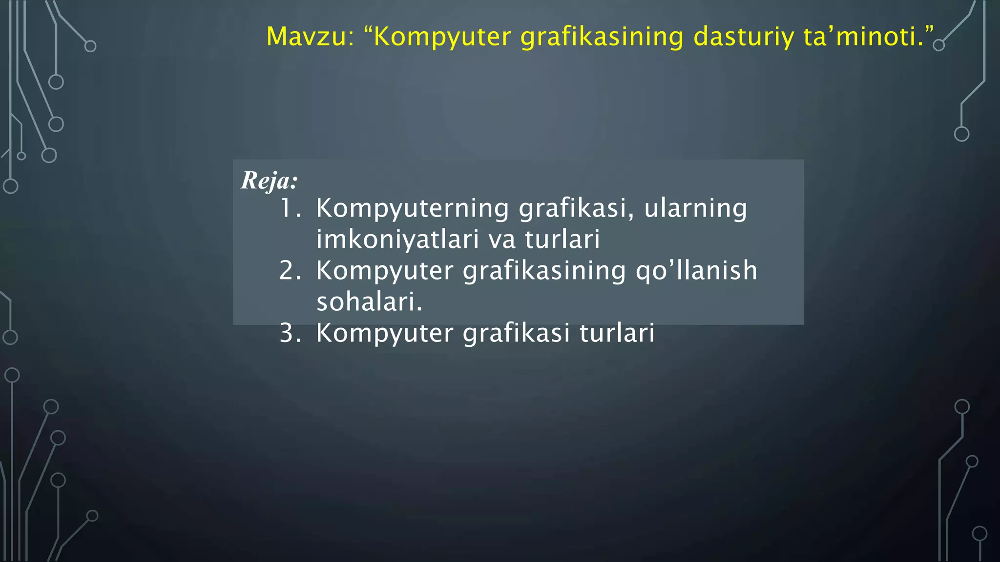 Mavzu: “Kompyuter grafikasining dasturiy ta’minoti.”
Reja:
1. Kompyuterning grafikasi, ularning
imkoniyatlari va turlari
2. Kompyuter grafikasining qo’llanish
sohalari.
3. Kompyuter grafikasi turlari